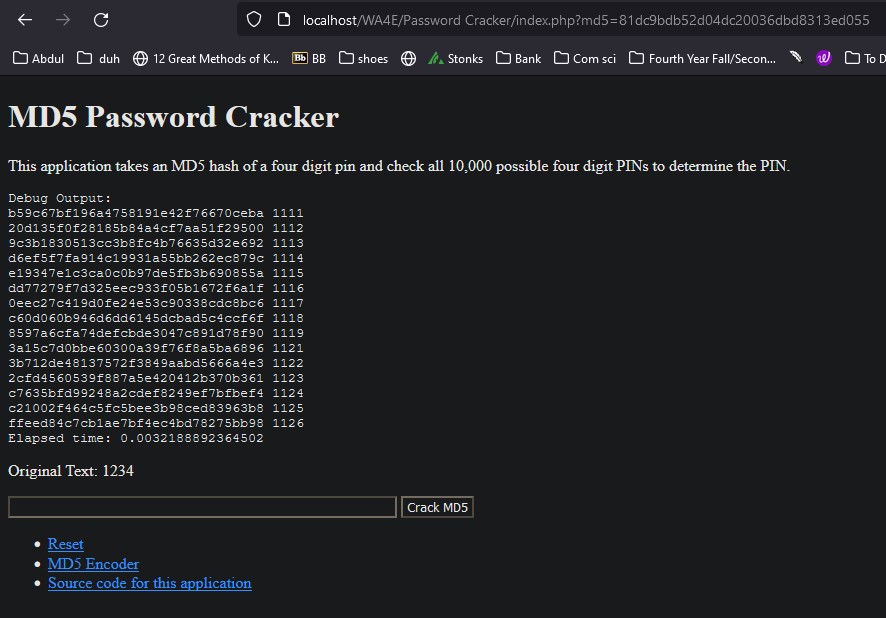 localhost/WA4E/Password Cracker/index.php?md5=81dc9bdb52d04dc20036dbd8313ed055
Abdul duh 12 Great Methods of K... Bb BB shoes Stonks Bank Com sci Fourth Year Fall/Secon... To D
MD5 Password Cracker
This application takes an MD5 hash of a four digit pin and check all 10,000 possible four digit PINs to determine the PIN.
Debug Output:
b59c67bf196a4758191e42f76670ceba 1111
20d135f0f28185b84a4cf7aa51f29500 1112
9c3b1830513cc3b8fc4b76635d32e692 1113
d6ef5f7fa914c19931a55bb262ec879c 1114
e19347e1c3ca0c0b97de5fb3b690855a 1115
dd77279f7d325eec933f05b1672f6a1f 1116
0eec27c419d0fe24e53c90338cdc8bc6 1117
c60d060b946d6dd6145dcbad5c4ccf6f 1118
8597a6cfa74defcbde3047c891d78f90 1119
3a15c7d0bbe60300a39f76f8a5ba6896 1121
3b712de48137572f3849aabd5666a4e3 1122
2cfd4560539f887a5e420412b370b361 1123
c7635bfd99248a2cdef8249ef7bfbef4 1124
c21002f464c5fc5bee3b98ced83963b8 1125
ffeed84c7cb1ae7bf4ec4bd78275bb98 1126
Elapsed time: 0.0032188892364502
Original Text: 1234
Crack MD5
Reset
MD5 Encoder
Source code for this application